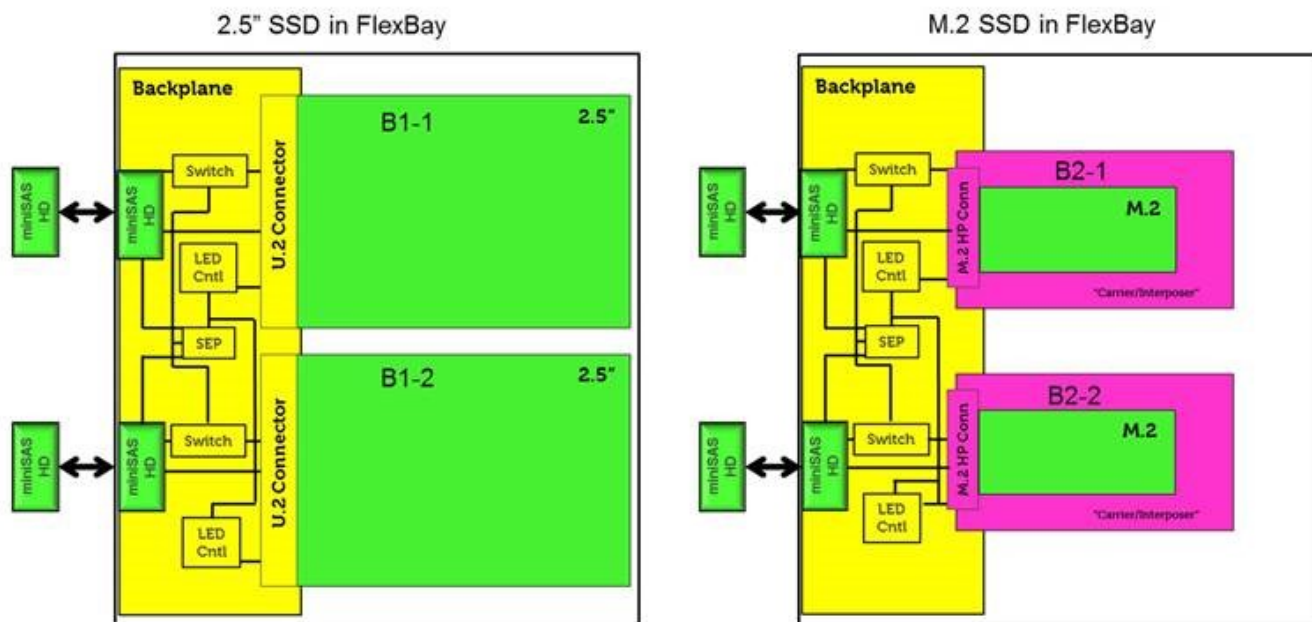 2.5” SSD in FlexBay
Backplane
B1-1
2.5”
U.2 Connector
Switch
miniSAS
HD
miniSAS
HD
LED
Cntl
SEP
B1-2
2.5”
U.2 Connector
Switch
miniSAS
HD
miniSAS
HD
LED
Cntl
M.2 SSD in FlexBay
Backplane
B2-1
M.2
"Carrier/Interposer"
M.2 HP Conn
Switch
miniSAS
HD
miniSAS
HD
LED
Cntl
SEP
B2-2
M.2
"Carrier/Interposer"
M.2 HP Conn
Switch
miniSAS
HD
miniSAS
HD
LED
Cntl